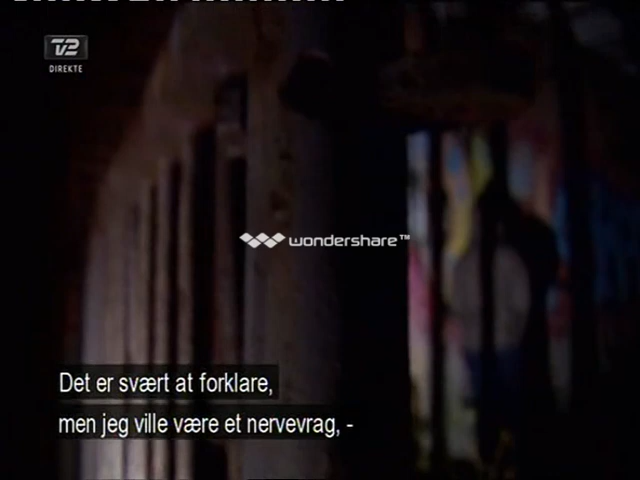 TV2
DIREKTE
wondershare™
Det er svært at forklare,
men jeg ville være et nervevrag, -